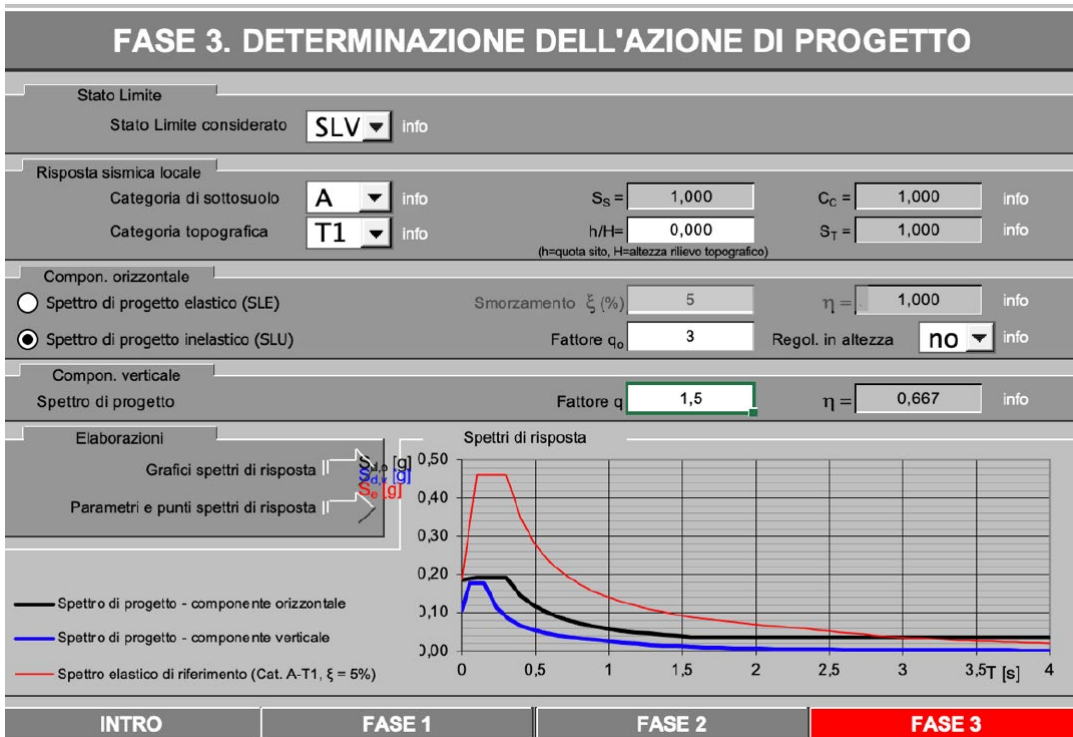 FASE 3. DETERMINAZIONE DELL'AZIONE DI PROGETTO
Stato Limite
Stato Limite considerato SLV info
Risposta sismica locale
Categoria di sottosuolo A info S_S = 1,000 C_C = 1,000 info
Categoria topografica T1 info h/H= 0,000 S_T = 1,000 info
(h=quota sito, H=altezza rilievo topografico)
Compon. orizzontale
Spettro di progetto elastico (SLE) Smorzamento ξ (%) 5 η = 1,000 info
Spettro di progetto inelastico (SLU) Fattore q_o 3 Regol. in altezza no info
Compon. verticale
Spettro di progetto Fattore q 1,5 η = 0,667 info
Elaborazioni
Grafici spettri di risposta
Parametri e punti spettri di risposta
Spettri di risposta
S_d,o [g]
S_d,v [g]
S_e [g]
0,50
0,40
0,30
0,20
0,10
0,00
0 0,5 1 1,5 2 2,5 3 3,5 T [s] 4
Spettro di progetto - componente orizzontale
Spettro di progetto - componente verticale
Spettro elastico di riferimento (Cat. A-T1, ξ = 5%)
INTRO FASE 1 FASE 2 FASE 3